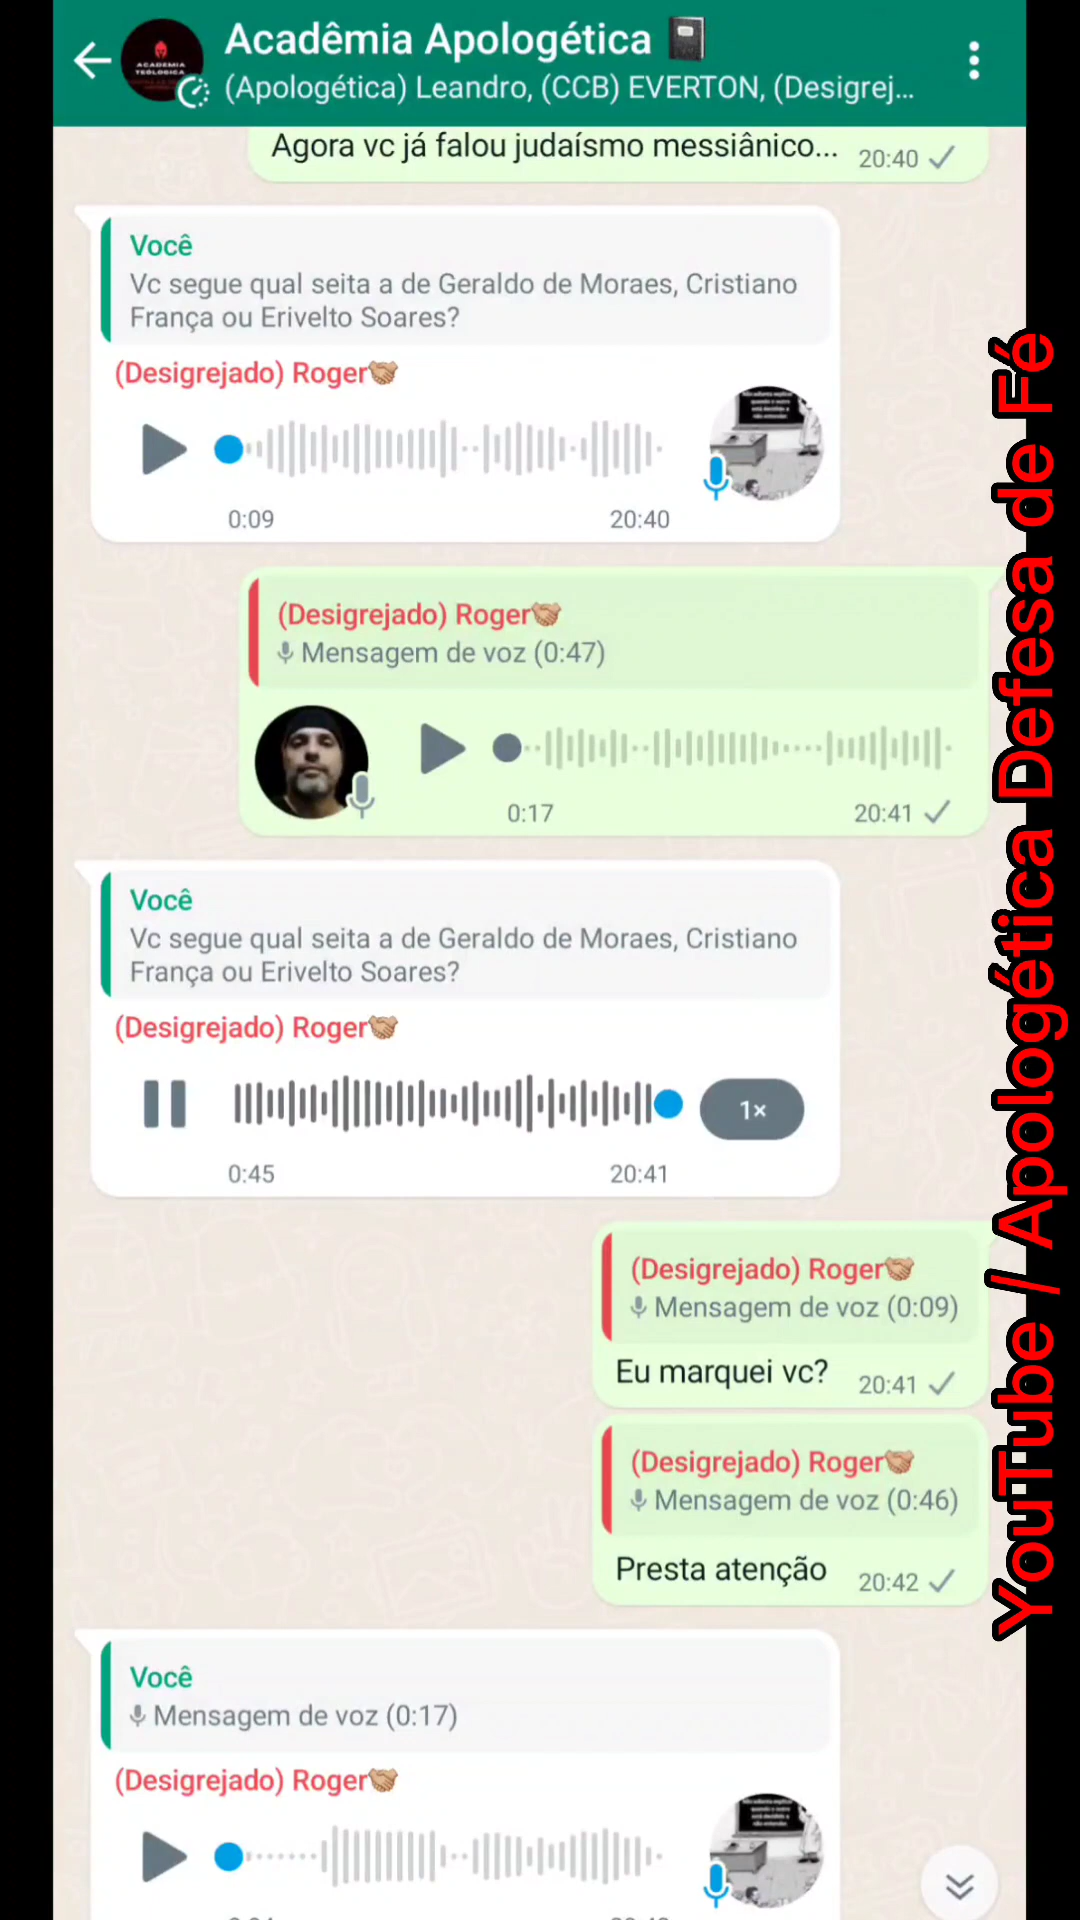 Acadêmia Apologética
(Apologética) Leandro, (CCB) EVERTON, (Desigrej...
ACADEMIA
TEOLÓGICA
Agora vc já falou judaísmo messiânico... 20:40
Você
Vc segue qual seita a de Geraldo de Moraes, Cristiano
França ou Erivelto Soares?
(Desigrejado) Roger
0:09 20:40
(Desigrejado) Roger
Mensagem de voz (0:47)
0:17 20:41
Você
Vc segue qual seita a de Geraldo de Moraes, Cristiano
França ou Erivelto Soares?
(Desigrejado) Roger
1×
0:45 20:41
(Desigrejado) Roger
Mensagem de voz (0:09)
Eu marquei vc? 20:41
(Desigrejado) Roger
Mensagem de voz (0:46)
Presta atenção 20:42
Você
Mensagem de voz (0:17)
(Desigrejado) Roger
YouTube / Apologética Defesa de Fé